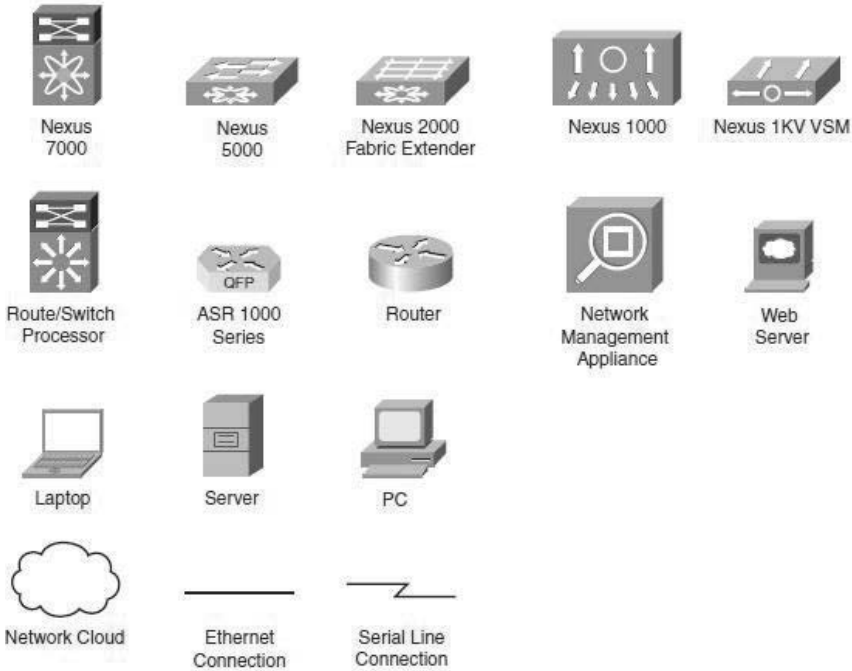 Nexus
7000
Nexus
5000
Nexus 2000
Fabric Extender
Nexus 1000
Nexus 1KV VSM
Route/Switch
Processor
QFP
ASR 1000
Series
Router
Network
Management
Appliance
Web
Server
Laptop
Server
PC
Network Cloud
Ethernet
Connection
Serial Line
Connection